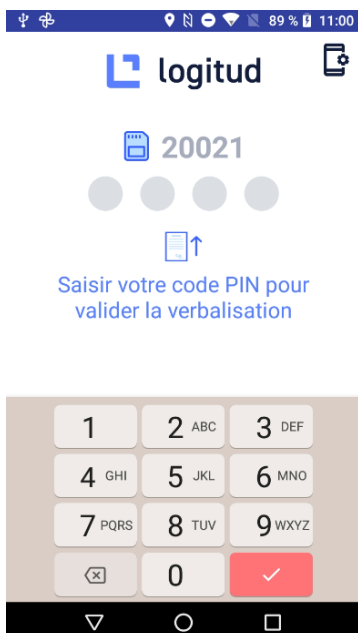 89 % 11:00
logitud
20021
Saisir votre code PIN pour
valider la verbalisation
1 2 ABC 3 DEF
4 GHI 5 JKL 6 MNO
7 PQRS 8 TUV 9 WXYZ
0